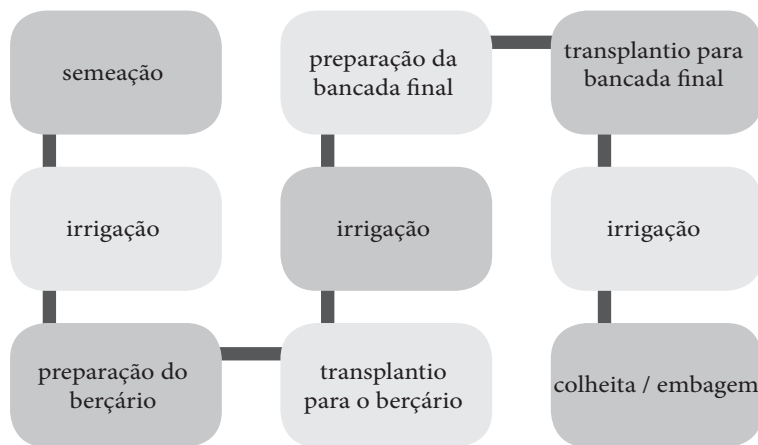 semeação
irrigação
preparação do
berçário
transplantio
para o berçário
irrigação
preparação da
bancada final
transplantio para
bancada final
irrigação
colheita / embagem